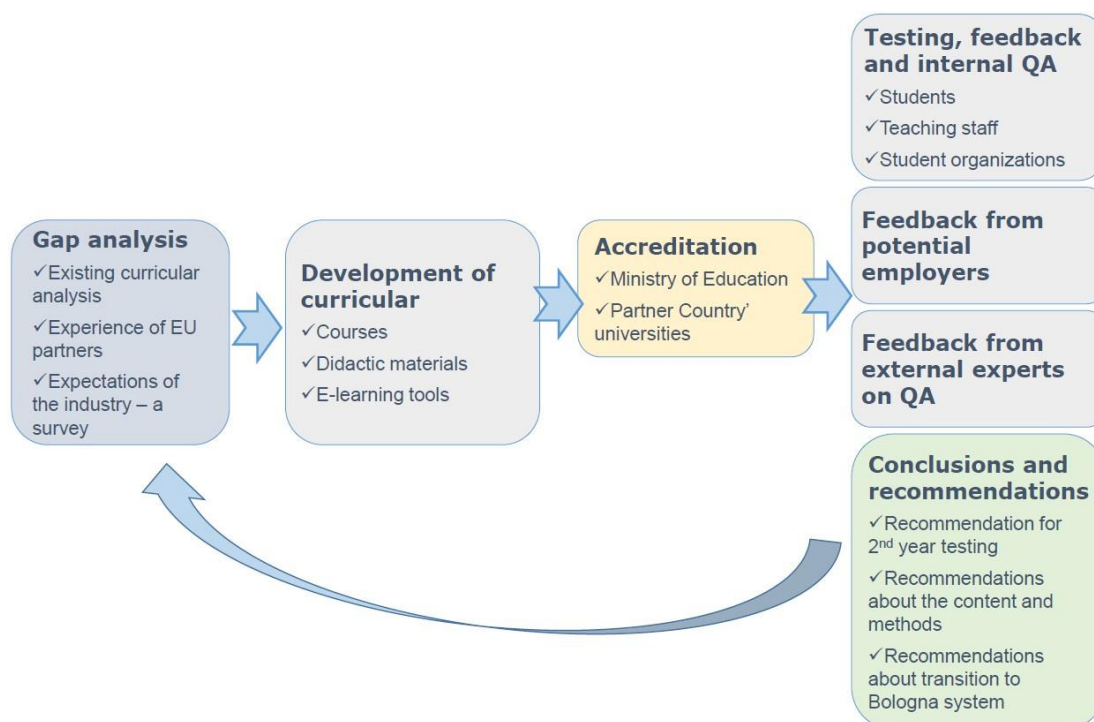 Gap analysis
✓Existing curricular
analysis
✓Experience of EU
partners
✓Expectations of
the industry – a
survey
Development of
curricular
✓Courses
✓Didactic materials
✓E-learning tools
Accreditation
✓Ministry of Education
✓Partner Country’
universities
Testing, feedback
and internal QA
✓Students
✓Teaching staff
✓Student organizations
Feedback from
potential
employers
Feedback from
external experts
on QA
Conclusions and
recommendations
✓Recommendation for
2nd year testing
✓Recommendations
about the content and
methods
✓Recommendations
about transition to
Bologna system